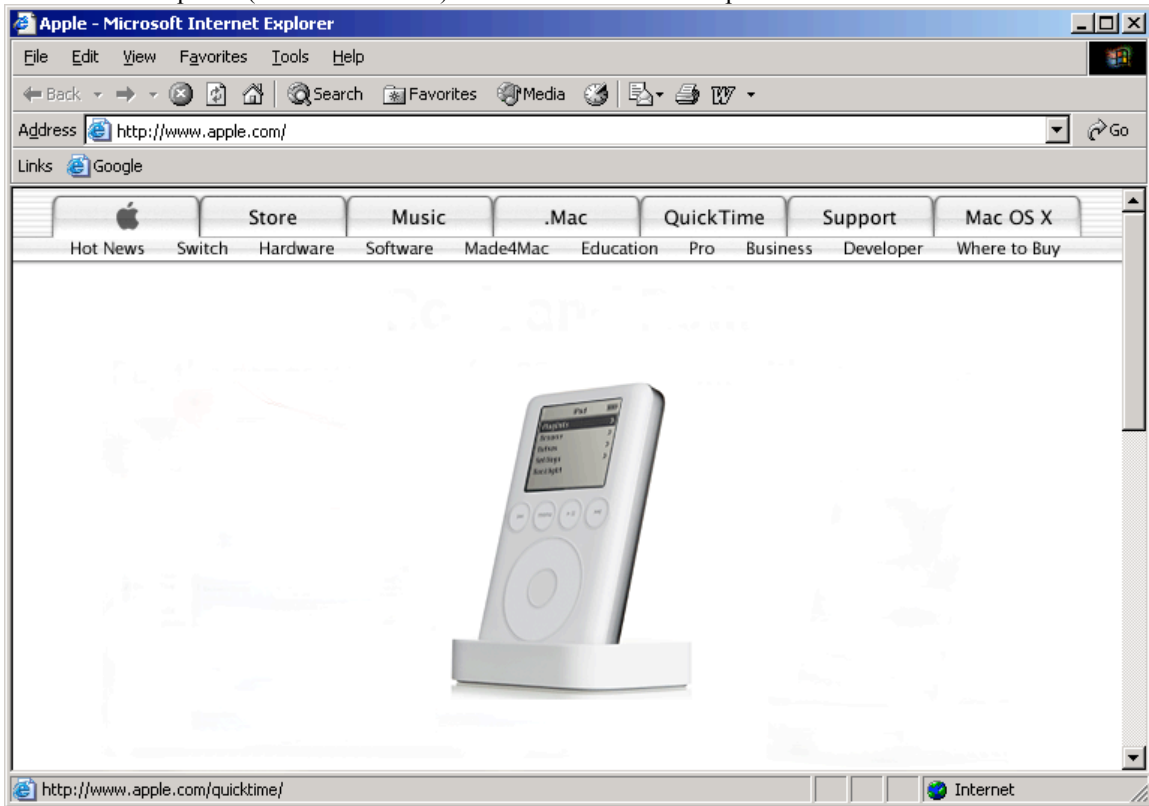 Apple - Microsoft Internet Explorer
File Edit View Favorites Tools Help
Back Search Favorites Media
Address http://www.apple.com/ Go
Links Google
Store Music .Mac QuickTime Support Mac OS X
Hot News Switch Hardware Software Made4Mac Education Pro Business Developer Where to Buy
iPod
Playlists
Browse
Extras
Settings
Backlight
http://www.apple.com/quicktime/ Internet